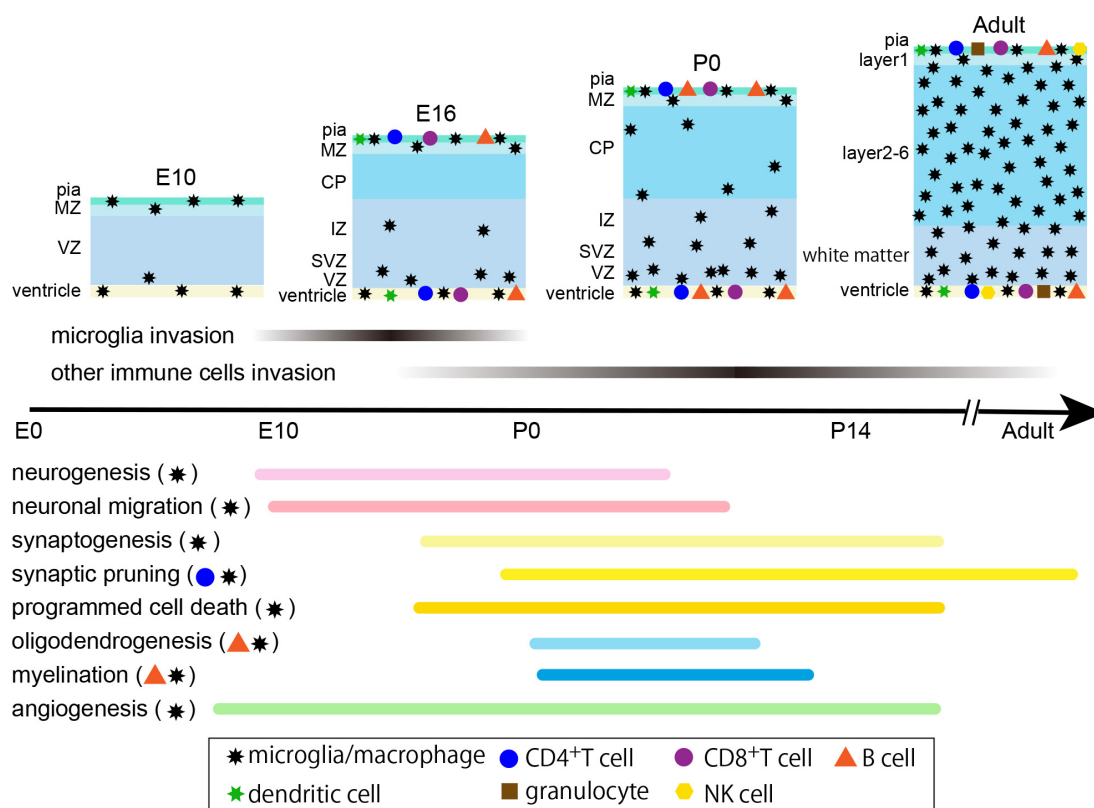 E10
pia
MZ
VZ
ventricle
E16
pia
MZ
CP
IZ
SVZ
VZ
ventricle
P0
pia
MZ
CP
IZ
SVZ
VZ
ventricle
Adult
pia
layer1
layer2-6
white matter
ventricle
microglia invasion
other immune cells invasion
E0 E10 P0 P14 Adult
neurogenesis ( )
neuronal migration ( )
synaptogenesis ( )
synaptic pruning ( )
programmed cell death ( )
oligodendrogenesis ( )
myelination ( )
angiogenesis ( )
microglia/macrophage CD4⁺T cell CD8⁺T cell B cell
dendritic cell granulocyte NK cell